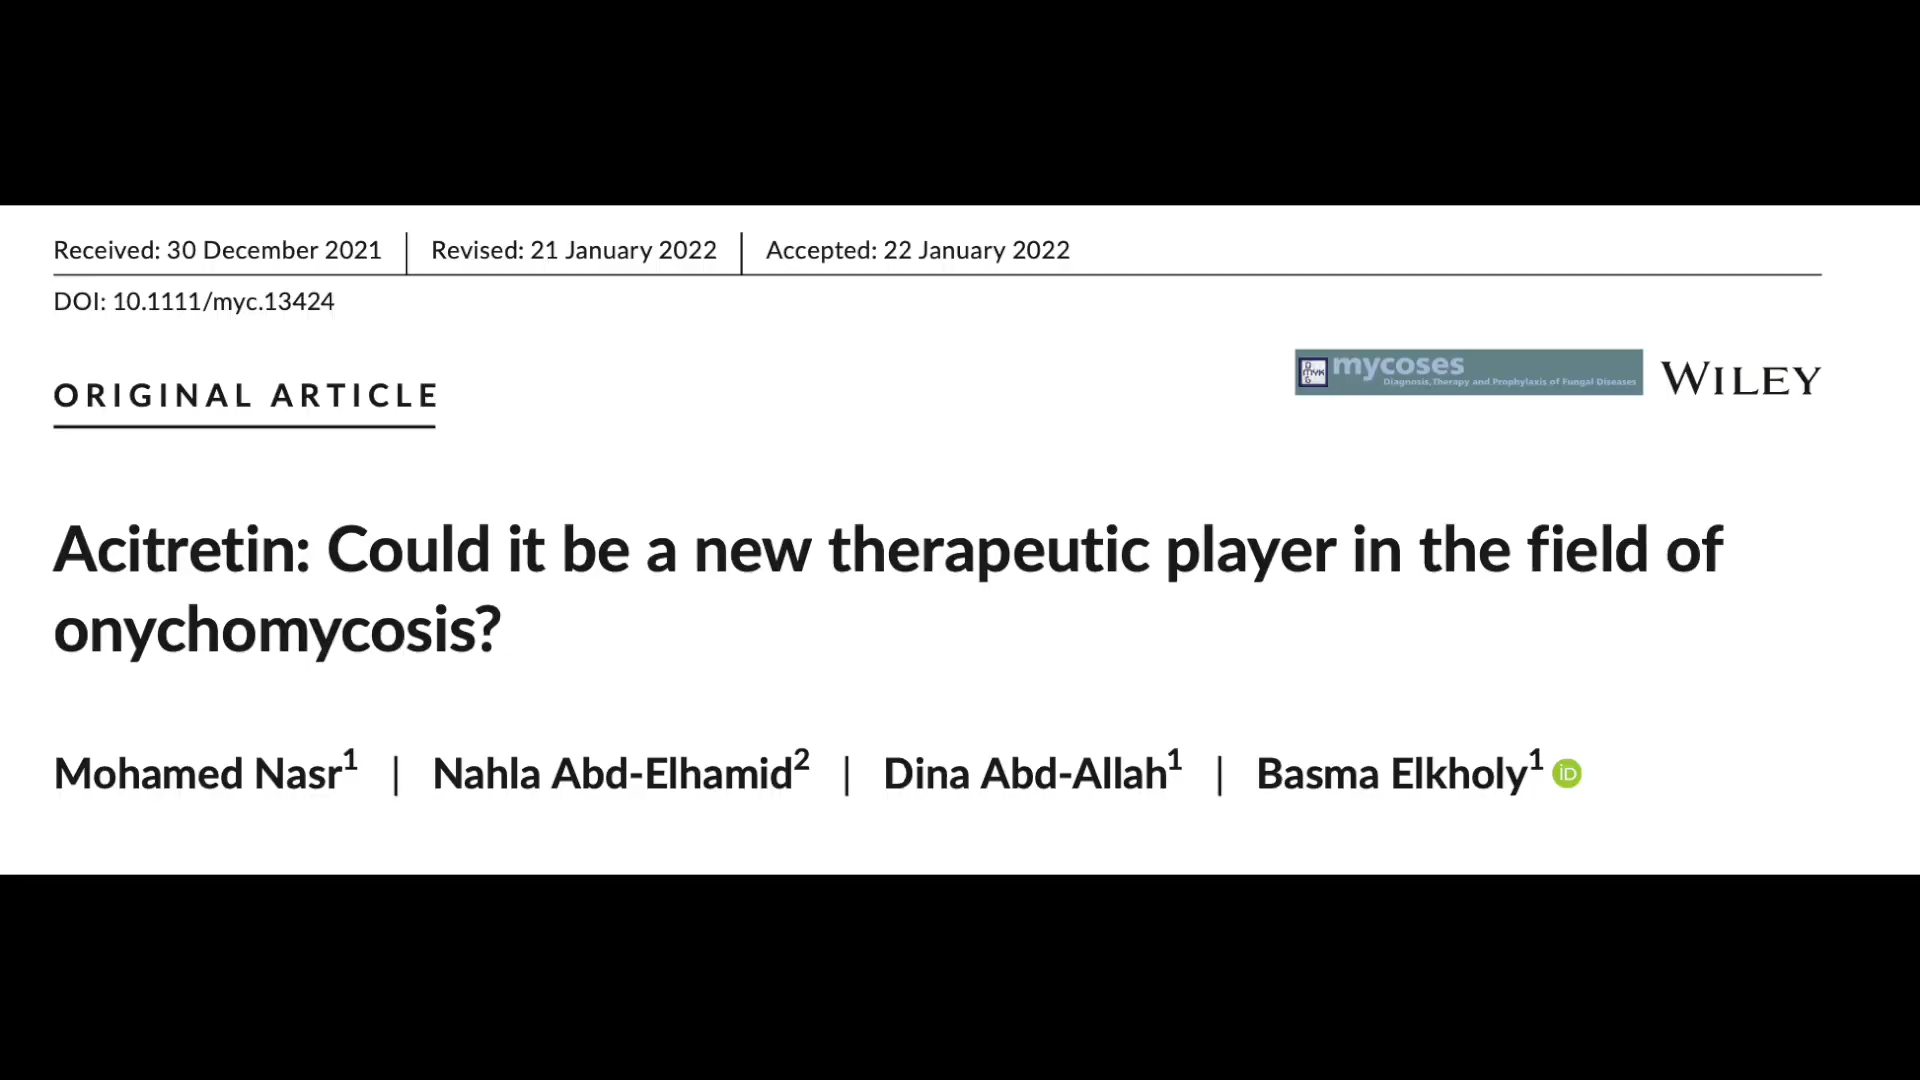 Received: 30 December 2021 | Revised: 21 January 2022 | Accepted: 22 January 2022
DOI: 10.1111/myc.13424
mycoses
Diagnosis, Therapy and Prophylaxis of Fungal Diseases
WILEY
ORIGINAL ARTICLE
Acitretin: Could it be a new therapeutic player in the field of
onychomycosis?
Mohamed Nasr1 | Nahla Abd-Elhamid2 | Dina Abd-Allah1 | Basma Elkholy1 iD